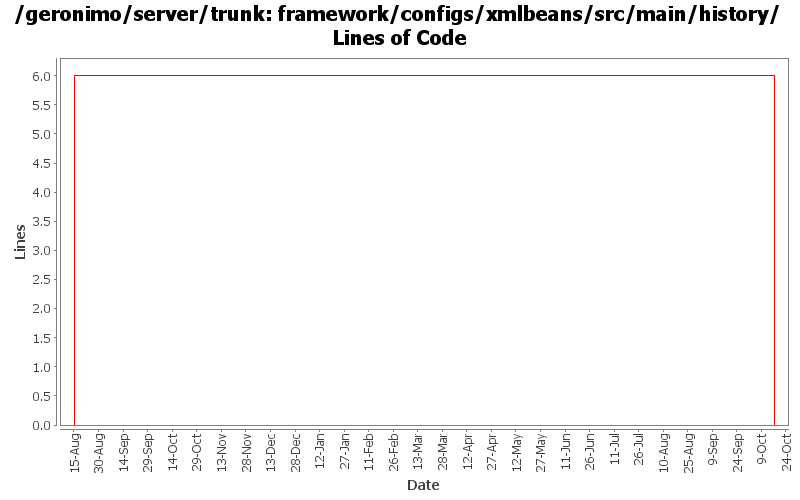 /geronimo/server/trunk: framework/configs/xmlbeans/src/main/history/
Lines of Code
6.0
5.5
5.0
4.5
4.0
3.5
3.0
2.5
2.0
1.5
1.0
0.5
0.0
Lines
15-Aug
30-Aug
14-Sep
29-Sep
14-Oct
29-Oct
13-Nov
28-Nov
13-Dec
28-Dec
12-Jan
27-Jan
11-Feb
26-Feb
13-Mar
28-Mar
12-Apr
27-Apr
12-May
27-May
11-Jun
26-Jun
11-Jul
26-Jul
10-Aug
25-Aug
9-Sep
24-Sep
9-Oct
24-Oct
Date